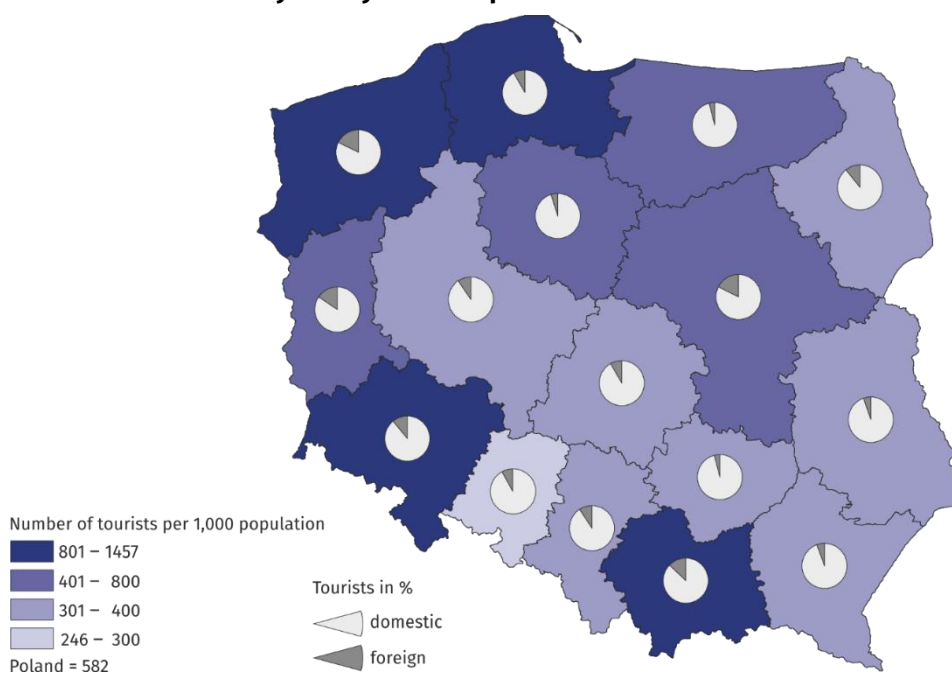 Number of tourists per 1,000 population
801 – 1457
401 – 800
301 – 400
246 – 300
Poland = 582
Tourists in %
domestic
foreign